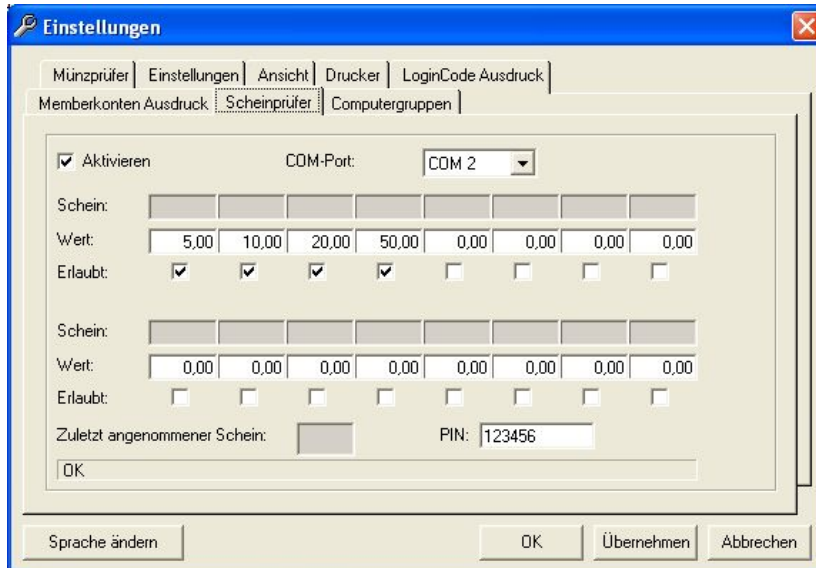 Einstellungen
Münzprüfer Einstellungen Ansicht Drucker LoginCode Ausdruck
Memberkonten Ausdruck Scheinprüfer Computergruppen
Aktivieren COM-Port: COM 2
Schein:
Wert: 5,00 10,00 20,00 50,00 0,00 0,00 0,00 0,00
Erlaubt:
Schein:
Wert: 0,00 0,00 0,00 0,00 0,00 0,00 0,00 0,00
Erlaubt:
Zuletzt angenommener Schein: PIN: 123456
OK
Sprache ändern OK Übernehmen Abbrechen